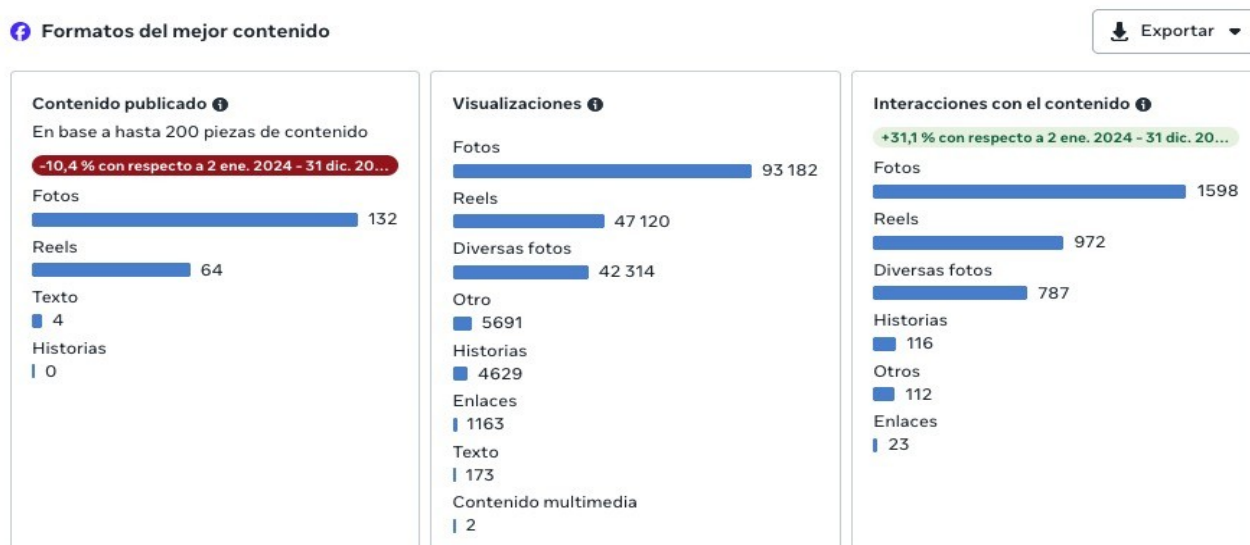 Formatos del mejor contenido
Exportar
Contenido publicado
En base a hasta 200 piezas de contenido
-10,4 % con respecto a 2 ene. 2024 - 31 dic. 20...
Fotos
132
Reels
64
Texto
4
Historias
0
Visualizaciones
Fotos
93 182
Reels
47 120
Diversas fotos
42 314
Otro
5691
Historias
4629
Enlaces
1163
Texto
173
Contenido multimedia
2
Interacciones con el contenido
+31,1 % con respecto a 2 ene. 2024 - 31 dic. 20...
Fotos
1598
Reels
972
Diversas fotos
787
Historias
116
Otros
112
Enlaces
23